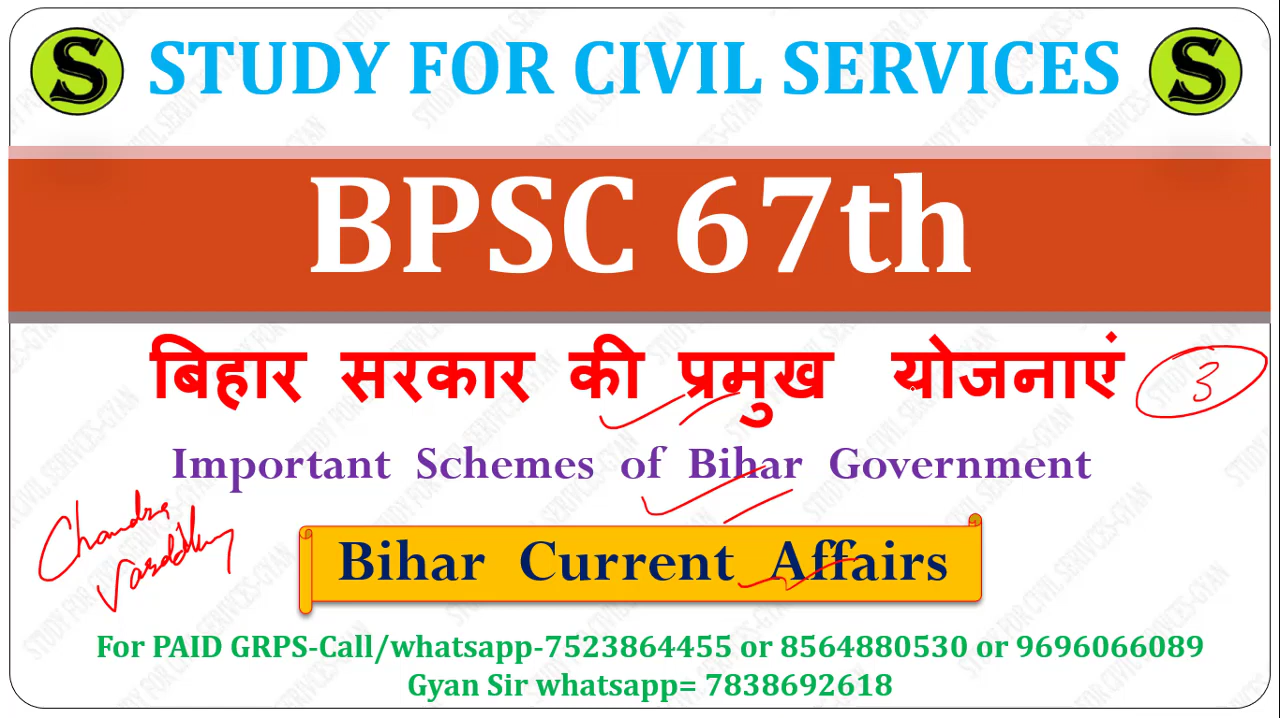 S STUDY FOR CIVIL SERVICES S
BPSC 67th
बिहार सरकार की प्रमुख योजनाएं 3
Important Schemes of Bihar Government
Chandra
Bihar Current Affairs
For PAID GRPS-Call/whatsapp-7523864455 or 8564880530 or 9696066089
Gyan Sir whatsapp= 7838692618